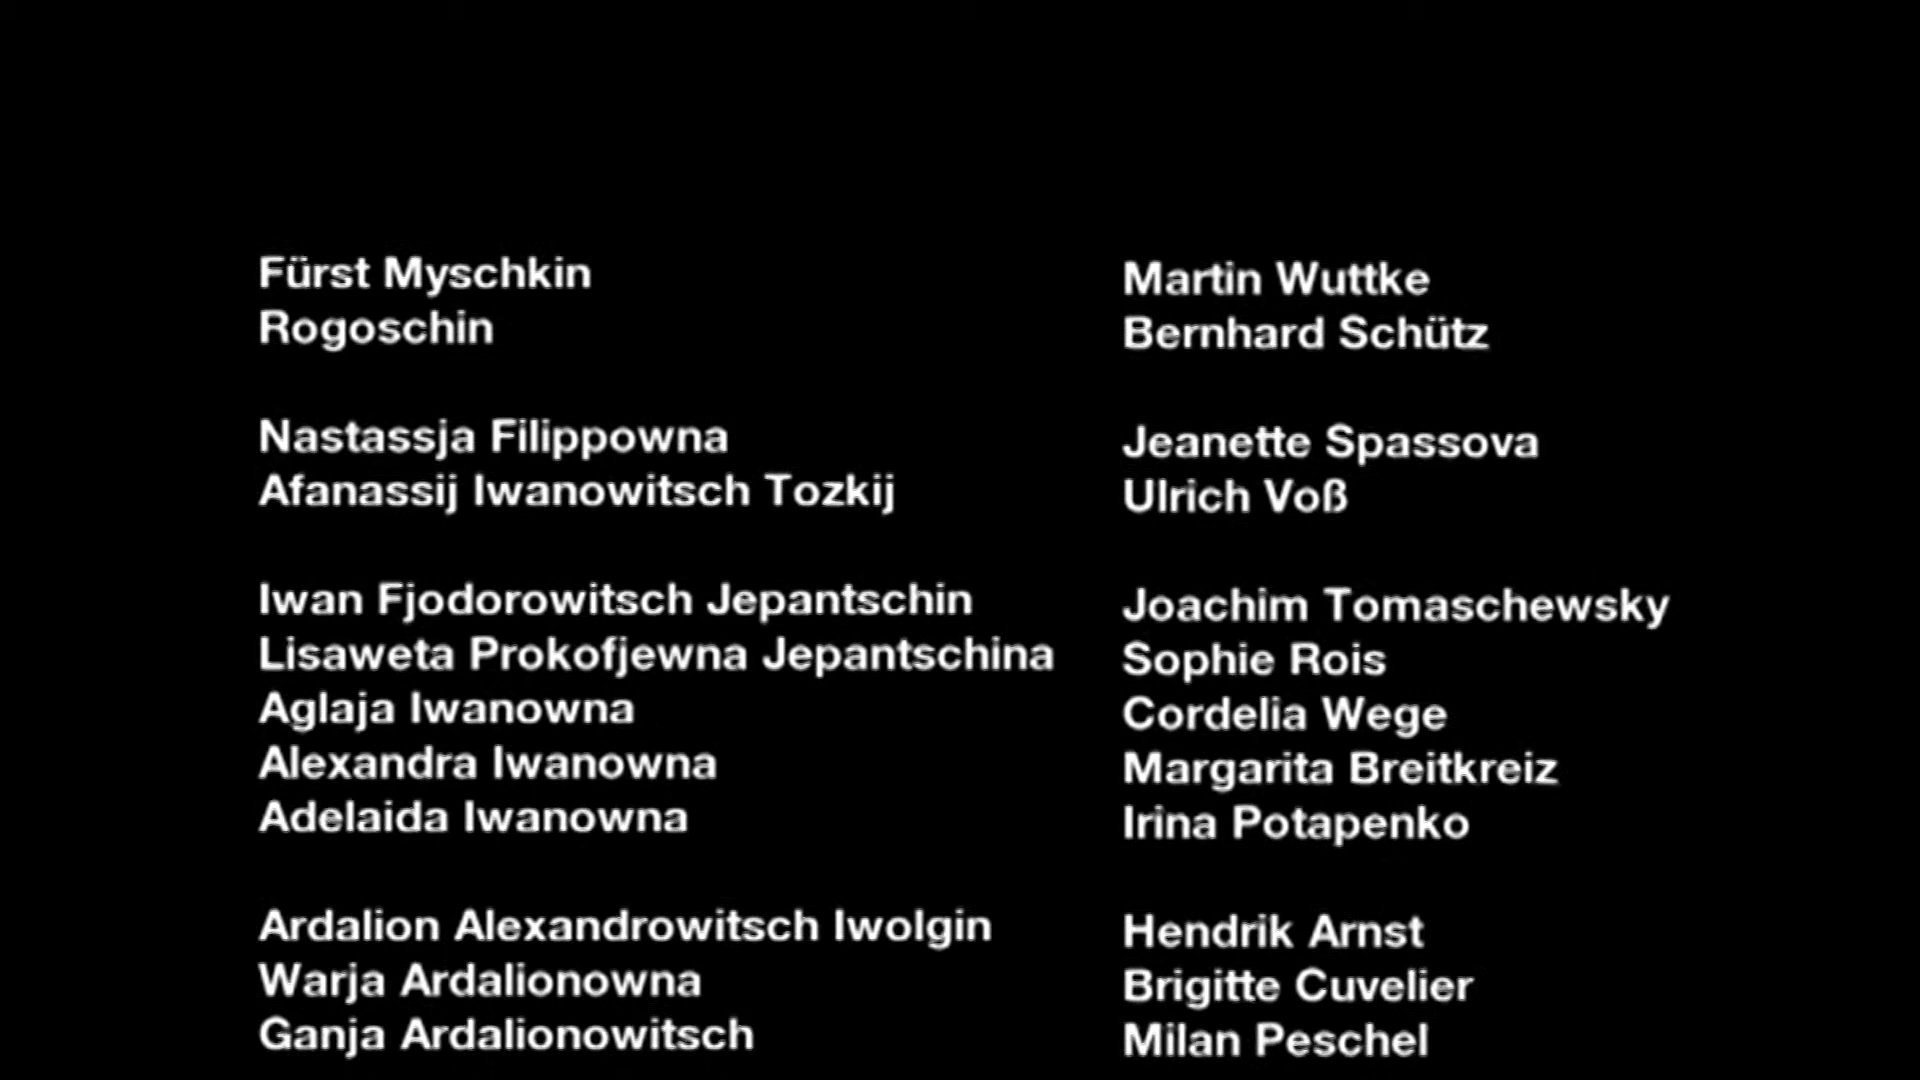 Fürst Myschkin Martin Wuttke
Rogoschin Bernhard Schütz
Nastassja Filippowna Jeanette Spassova
Afanassij Iwanowitsch Tozkij Ulrich Voß
Iwan Fjodorowitsch Jepantschin Joachim Tomaschewsky
Lisaweta Prokofjewna Jepantschina Sophie Rois
Aglaja Iwanowna Cordelia Wege
Alexandra Iwanowna Margarita Breitkreiz
Adelaida Iwanowna Irina Potapenko
Ardalion Alexandrowitsch Iwolgin Hendrik Arnst
Warja Ardalionowna Brigitte Cuvelier
Ganja Ardalionowitsch Milan Peschel